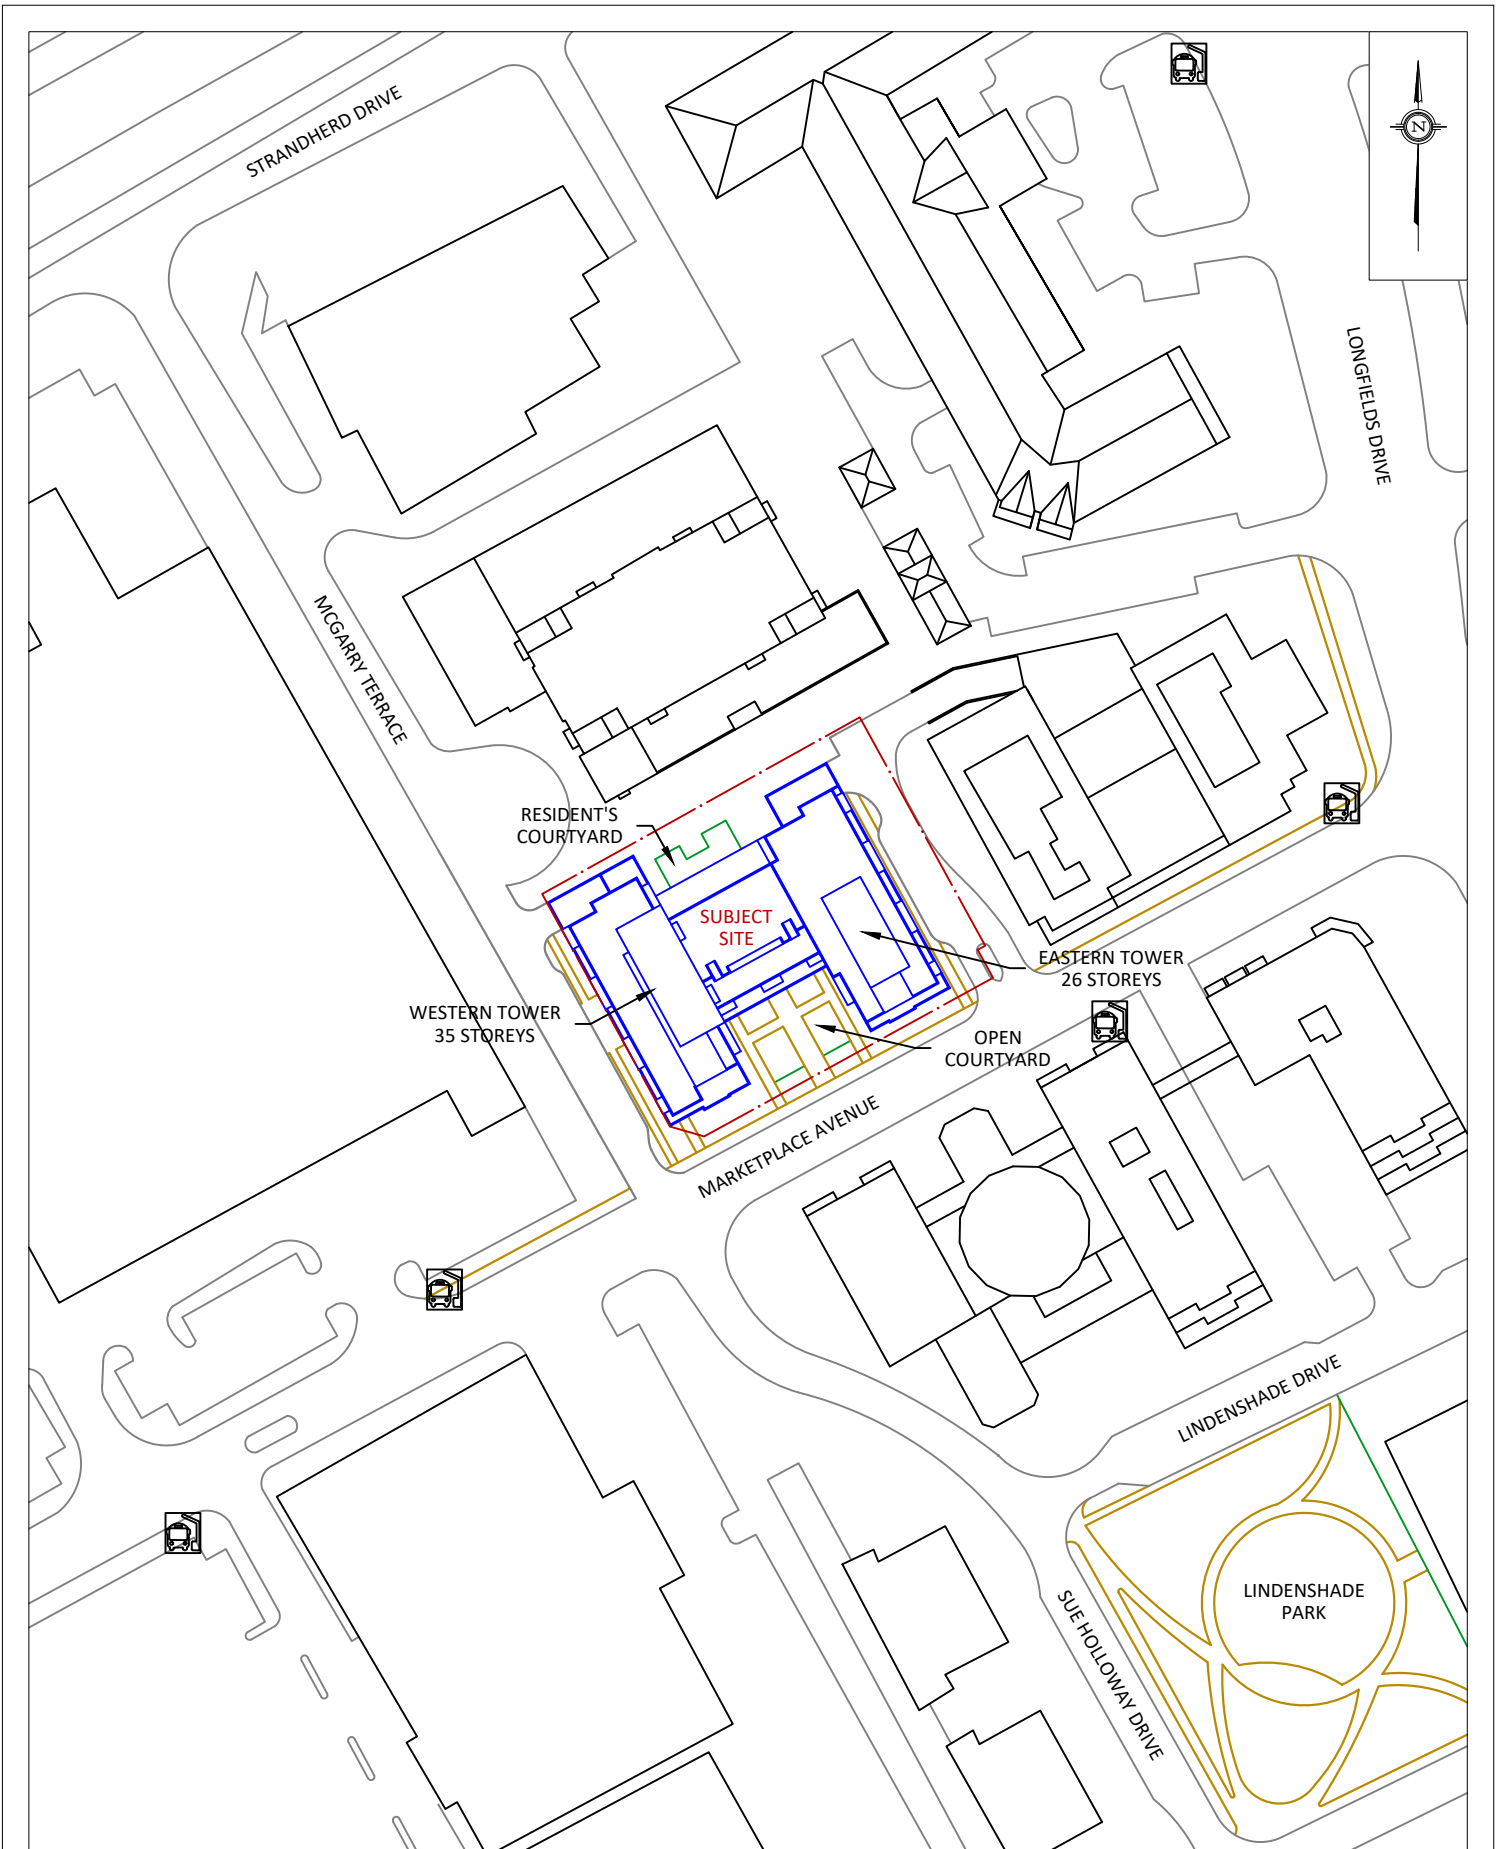 STRANDHERD DRIVE
N
LONGFIELDS DRIVE
MCGARRY TERRACE
RESIDENT'S
COURTYARD
SUBJECT
SITE
EASTERN TOWER
26 STOREYS
WESTERN TOWER
35 STOREYS
OPEN
COURTYARD
MARKETPLACE AVENUE
LINDENSHADE DRIVE
LINDENSHADE
PARK
SUE HOLLOWAY DRIVE